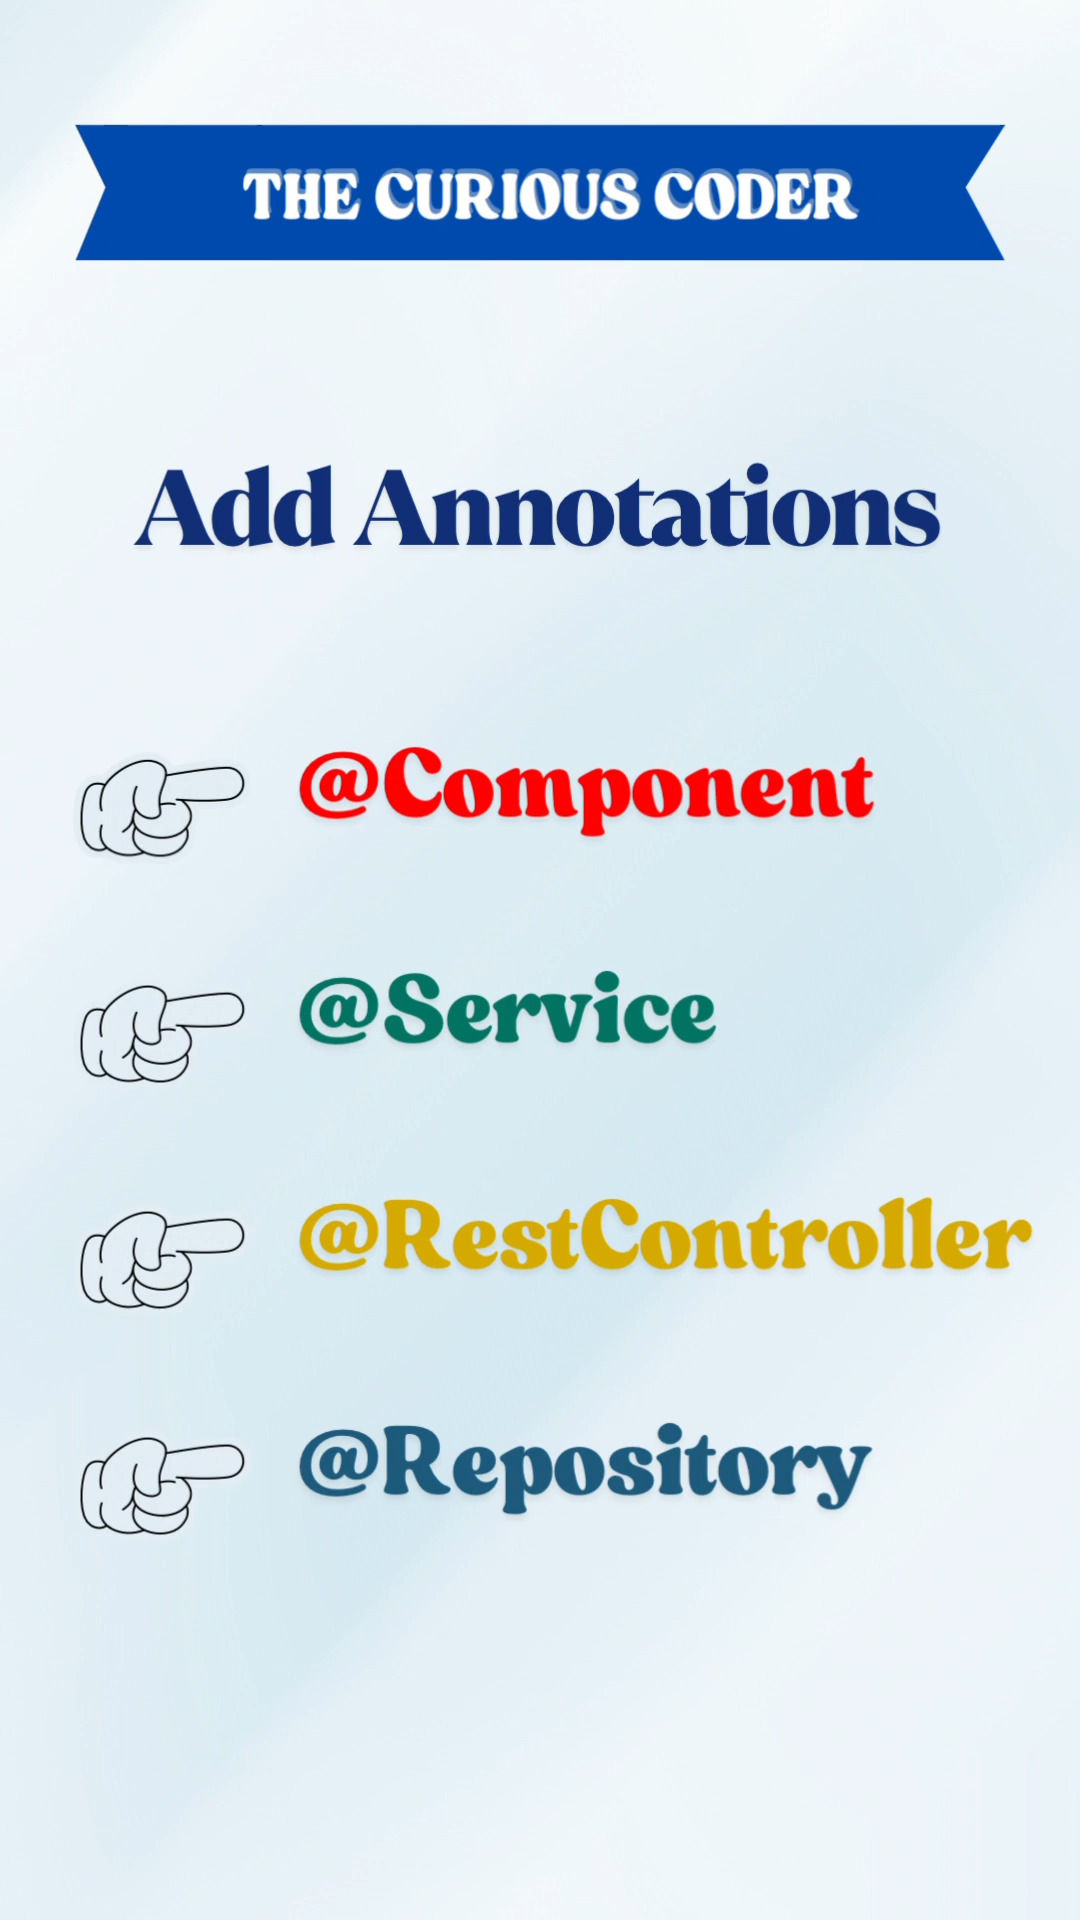 THE CURIOUS CODER
Add Annotations
@Component
@Service
@RestController
@Repository